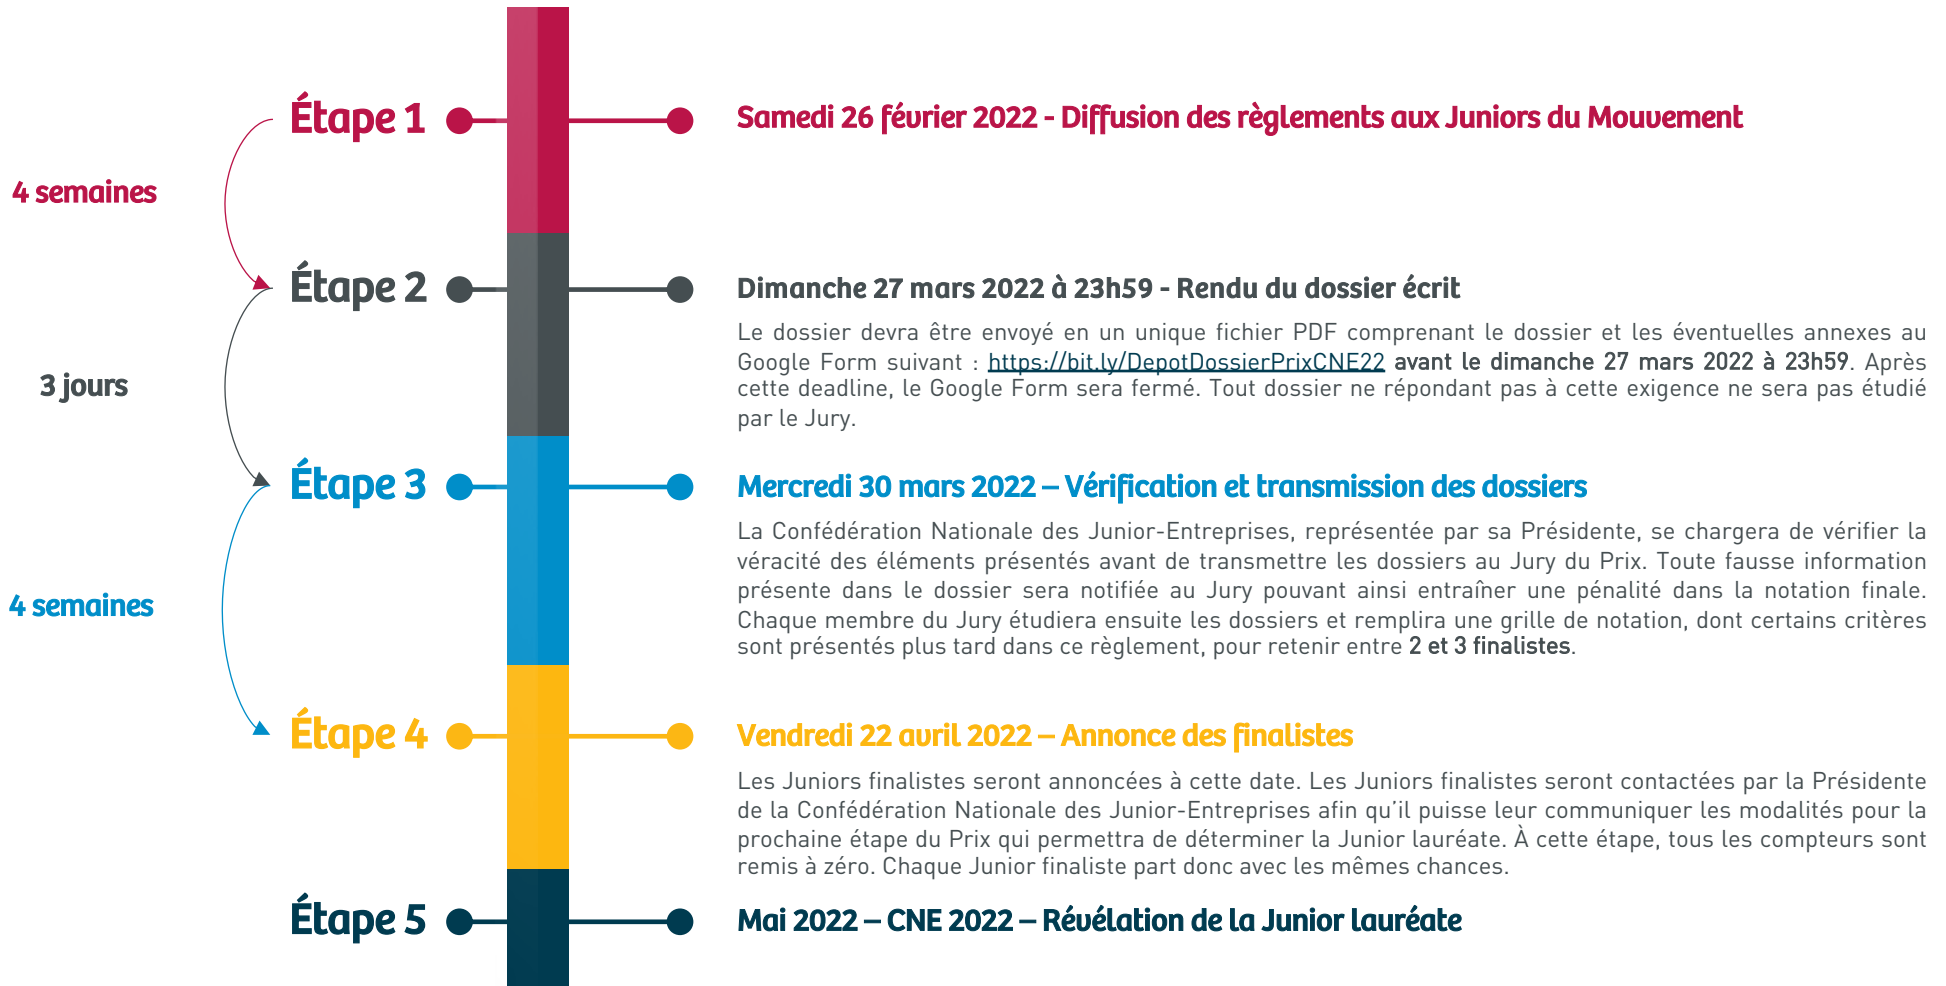 Étape 1
Samedi 26 février 2022 - Diffusion des règlements aux Juniors du Mouvement
4 semaines
Étape 2
Dimanche 27 mars 2022 à 23h59 - Rendu du dossier écrit
Le dossier devra être envoyé en un unique fichier PDF comprenant le dossier et les éventuelles annexes au
Google Form suivant : https://bit.ly/DepotDossierPrixCNE22 avant le dimanche 27 mars 2022 à 23h59. Après
cette deadline, le Google Form sera fermé. Tout dossier ne répondant pas à cette exigence ne sera pas étudié
par le Jury.
3 jours
Étape 3
Mercredi 30 mars 2022 – Vérification et transmission des dossiers
La Confédération Nationale des Junior-Entreprises, représentée par sa Présidente, se chargera de vérifier la
véracité des éléments présentés avant de transmettre les dossiers au Jury du Prix. Toute fausse information
présente dans le dossier sera notifiée au Jury pouvant ainsi entraîner une pénalité dans la notation finale.
Chaque membre du Jury étudiera ensuite les dossiers et remplira une grille de notation, dont certains critères
sont présentés plus tard dans ce règlement, pour retenir entre 2 et 3 finalistes.
4 semaines
Étape 4
Vendredi 22 avril 2022 – Annonce des finalistes
Les Juniors finalistes seront annoncées à cette date. Les Juniors finalistes seront contactées par la Présidente
de la Confédération Nationale des Junior-Entreprises afin qu’il puisse leur communiquer les modalités pour la
prochaine étape du Prix qui permettra de déterminer la Junior lauréate. À cette étape, tous les compteurs sont
remis à zéro. Chaque Junior finaliste part donc avec les mêmes chances.
Étape 5
Mai 2022 – CNE 2022 – Révélation de la Junior lauréate